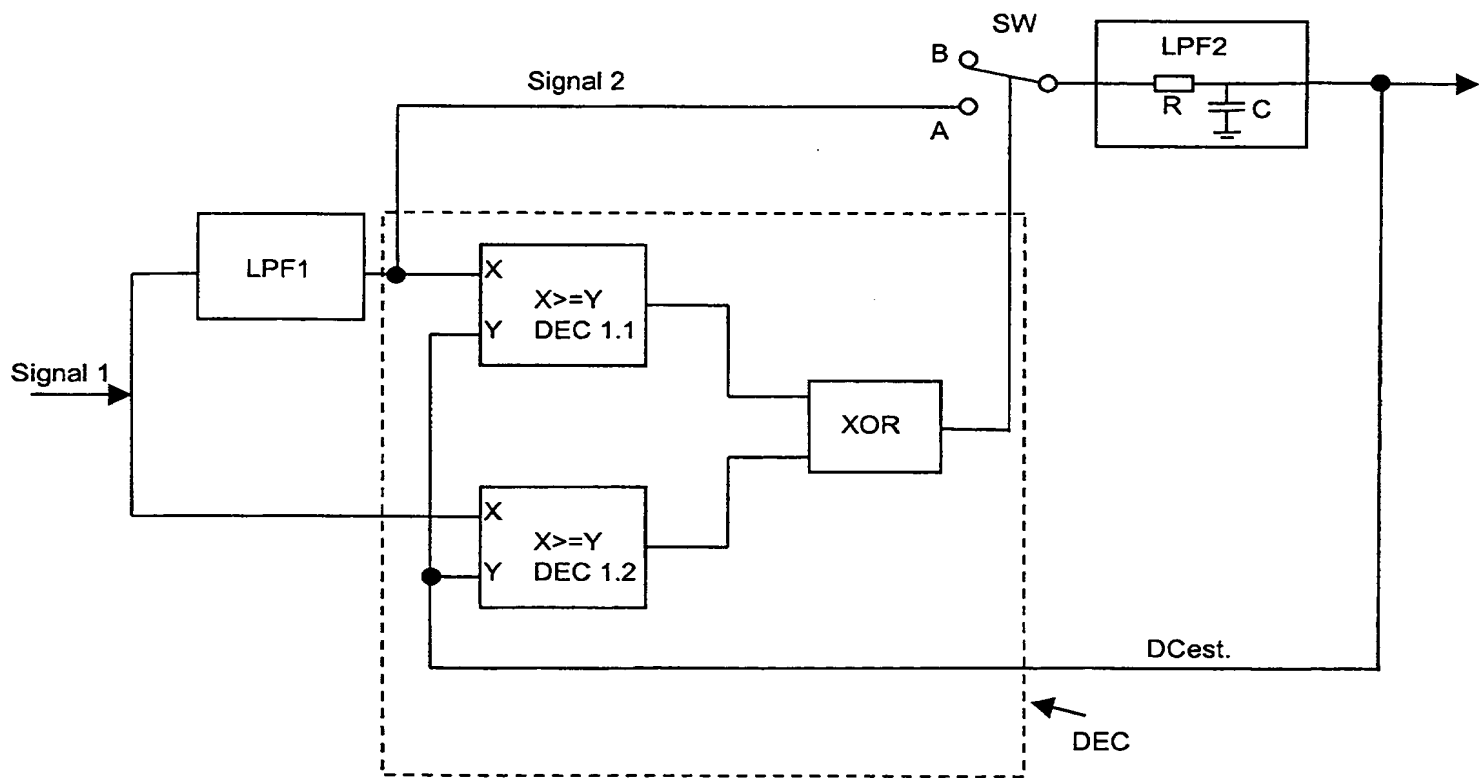 SW
B
LPF2
Signal 2
R
C
A
LPF1
X
X>=Y
Y
DEC 1.1
Signal 1
XOR
X
X>=Y
Y
DEC 1.2
DCest.
DEC